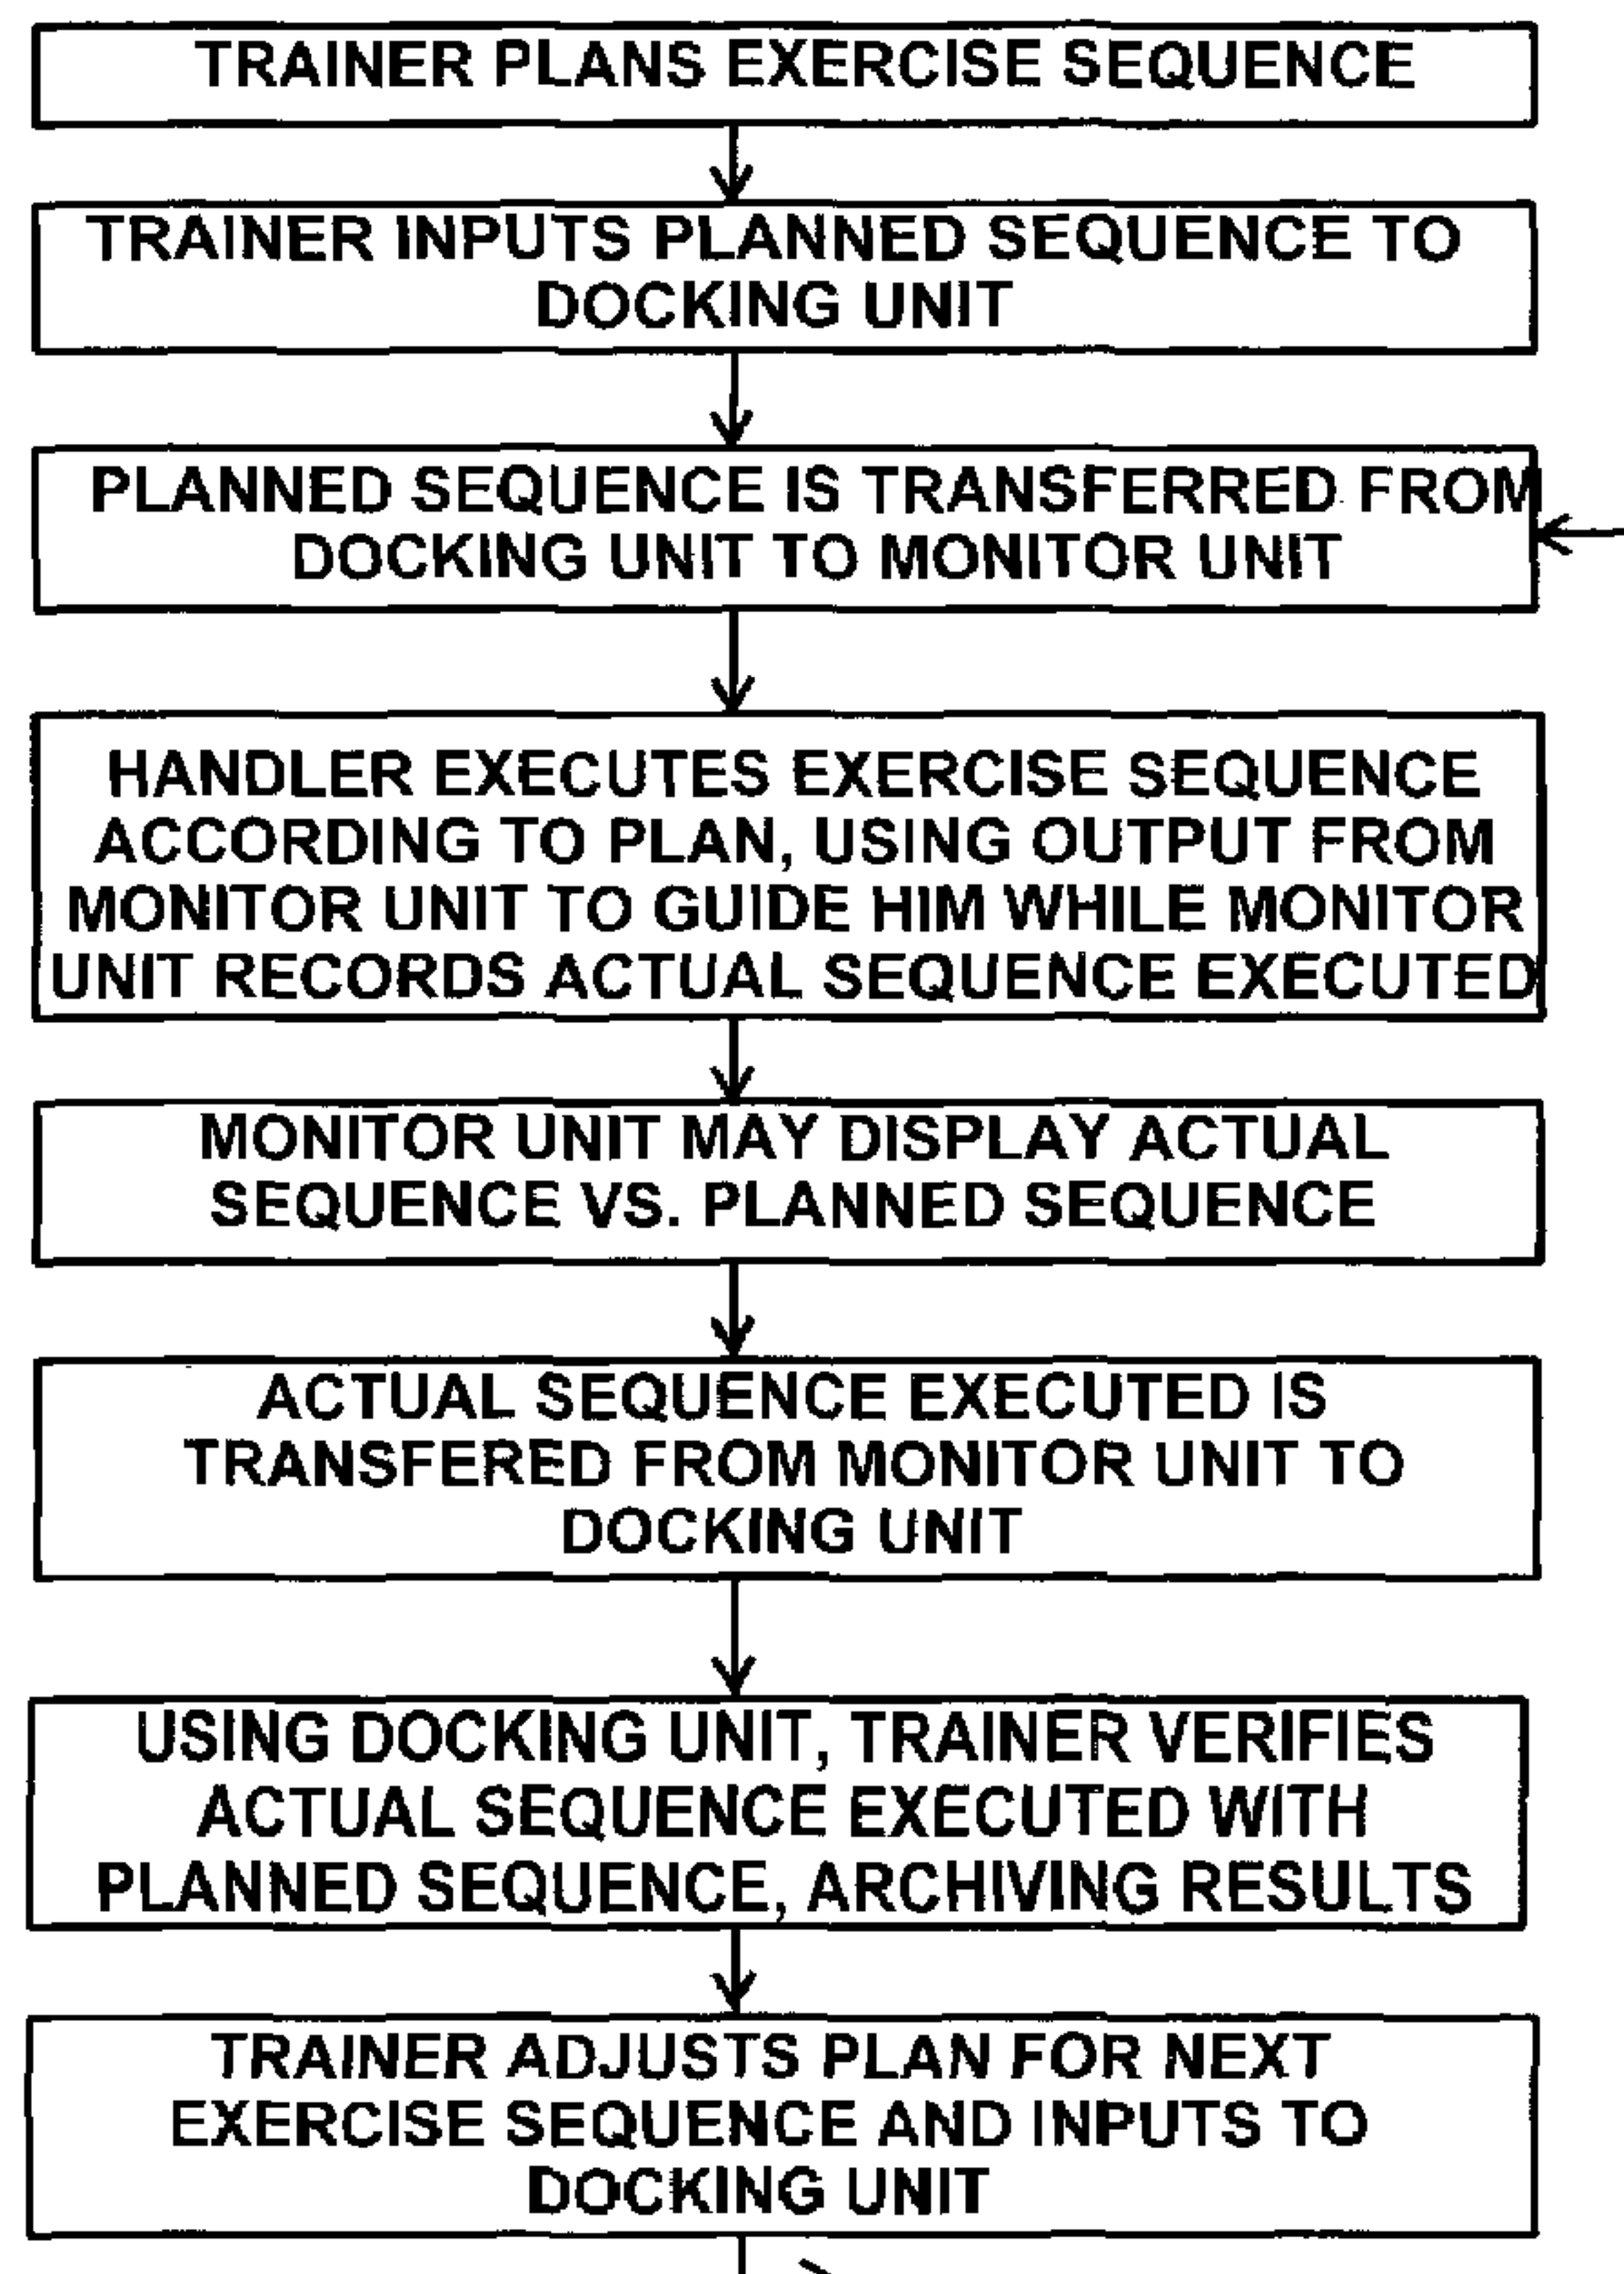 TRAINER PLANS EXERCISE SEQUENCE
TRAINER INPUTS PLANNED SEQUENCE TO
DOCKING UNIT
PLANNED SEQUENCE IS TRANSFERRED FROM
DOCKING UNIT TO MONITOR UNIT
HANDLER EXECUTES EXERCISE SEQUENCE
ACCORDING TO PLAN, USING OUTPUT FROM
MONITOR UNIT TO GUIDE HIM WHILE MONITOR
UNIT RECORDS ACTUAL SEQUENCE EXECUTED
MONITOR UNIT MAY DISPLAY ACTUAL
SEQUENCE VS. PLANNED SEQUENCE
ACTUAL SEQUENCE EXECUTED IS
TRANSFERED FROM MONITOR UNIT TO
DOCKING UNIT
USING DOCKING UNIT, TRAINER VERIFIES
ACTUAL SEQUENCE EXECUTED WITH
PLANNED SEQUENCE, ARCHIVING RESULTS
TRAINER ADJUSTS PLAN FOR NEXT
EXERCISE SEQUENCE AND INPUTS TO
DOCKING UNIT